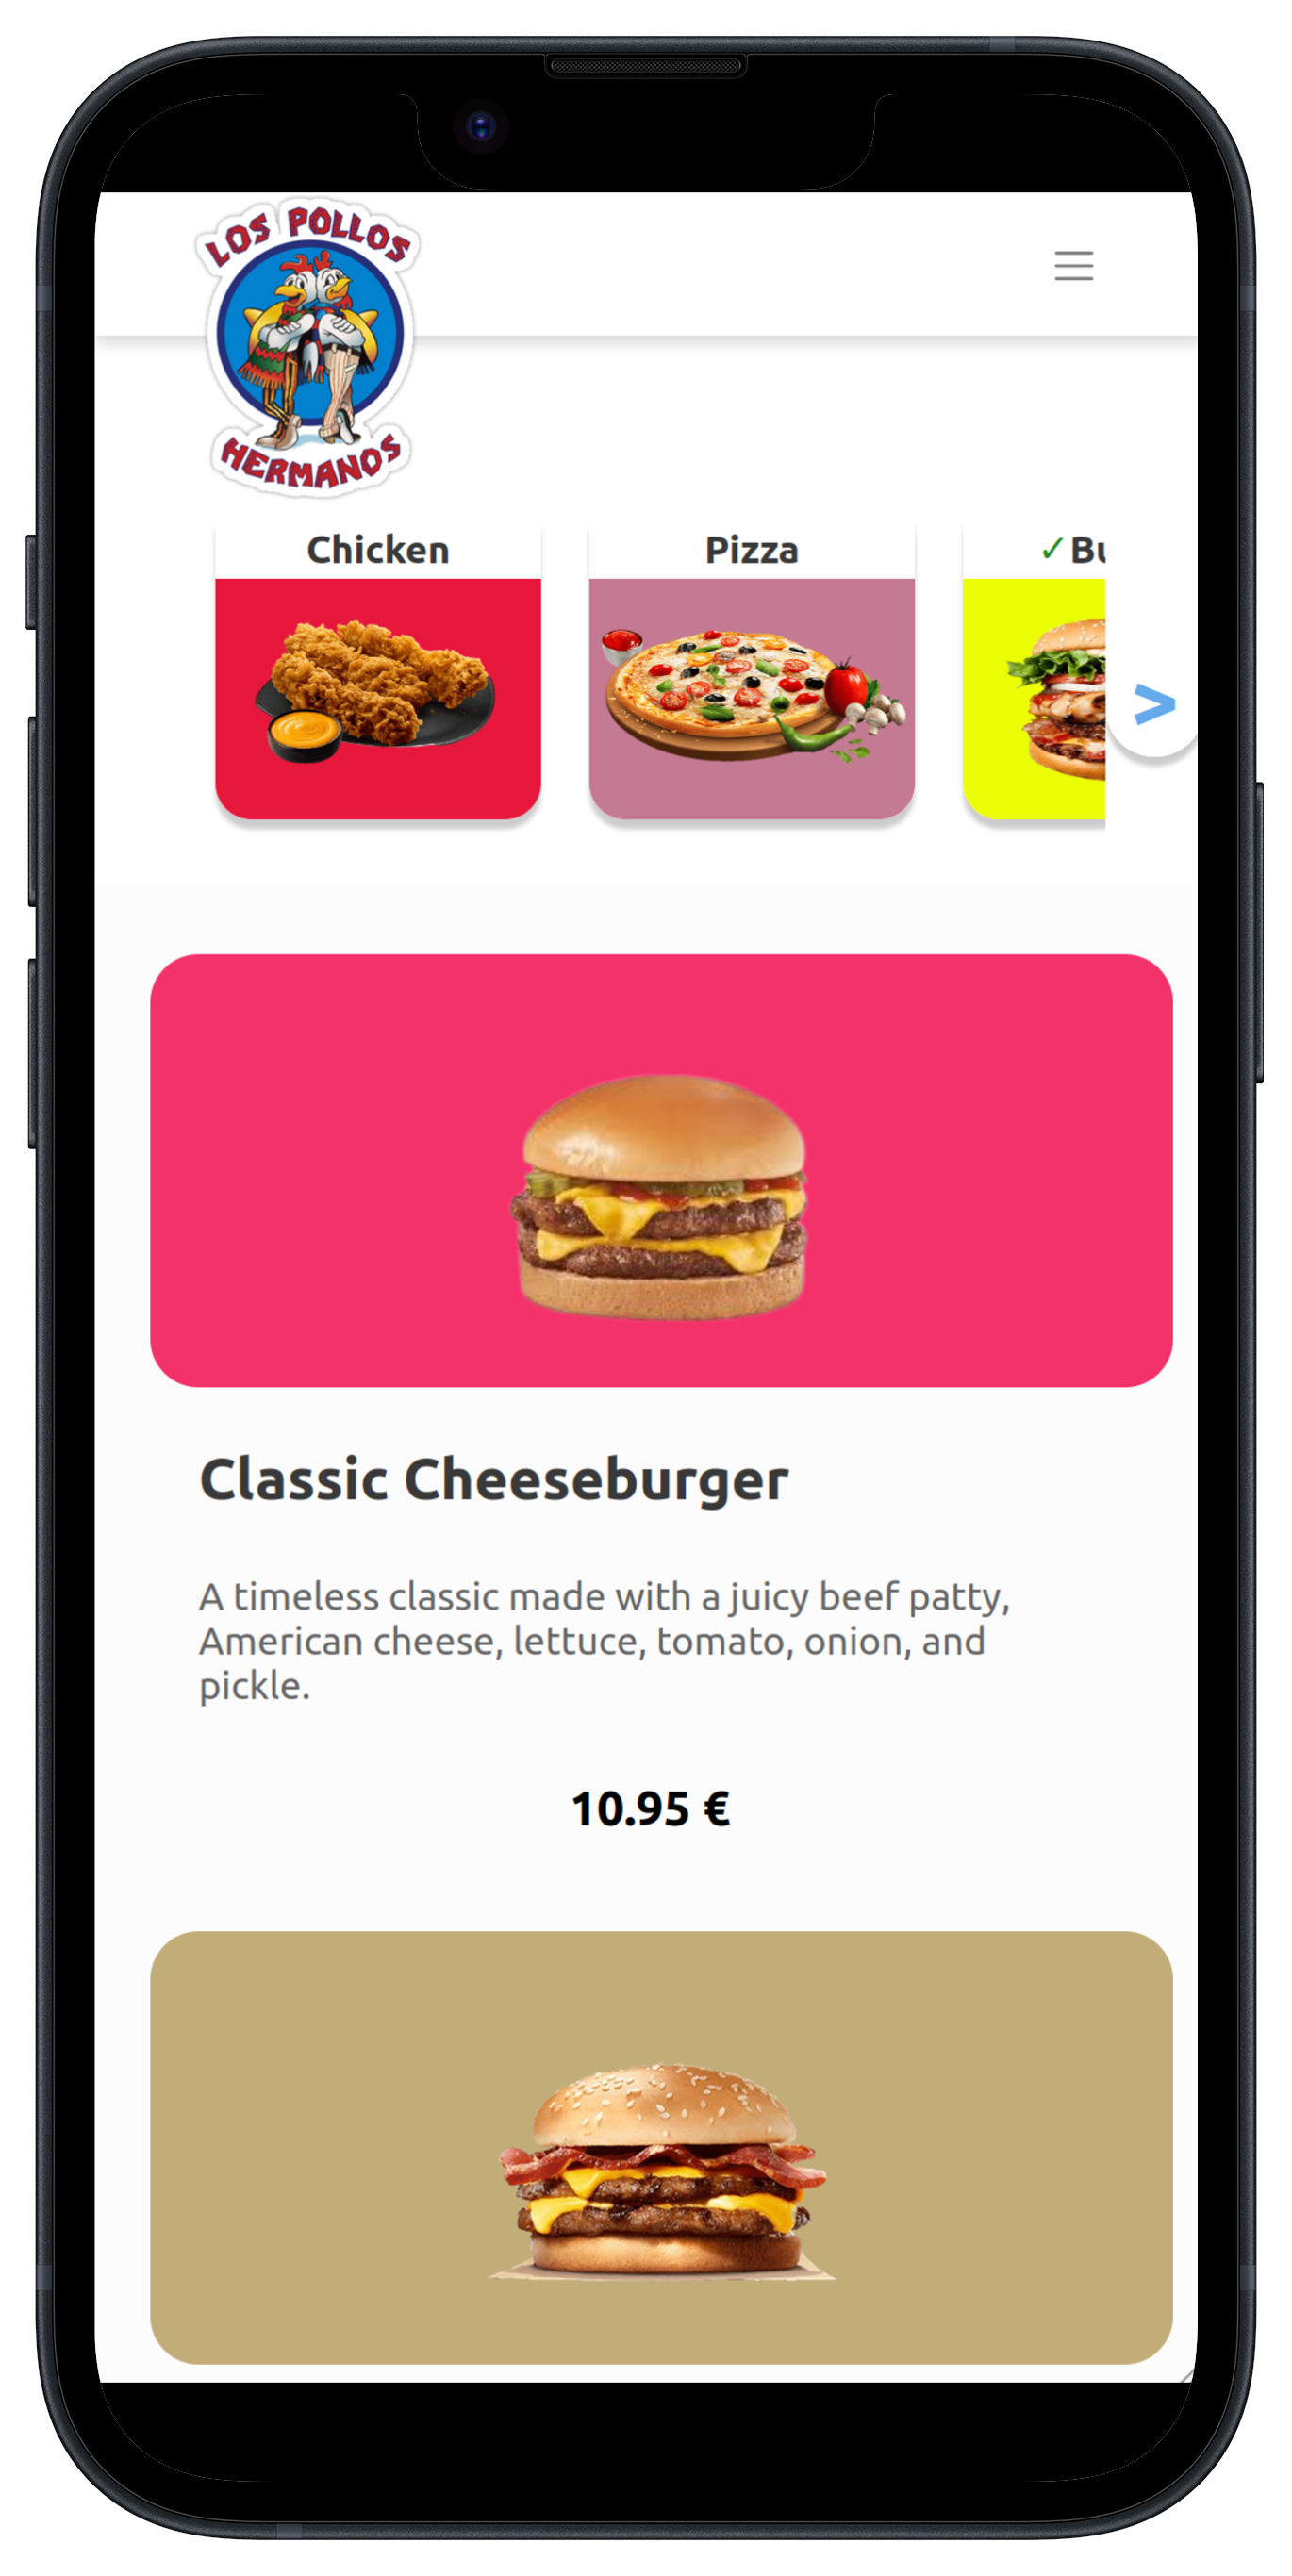 LOS POLLOS
HERMANOS
Chicken
Pizza
✓
>
Classic Cheeseburger
A timeless classic made with a juicy beef patty,
American cheese, lettuce, tomato, onion, and
pickle.
10.95 €